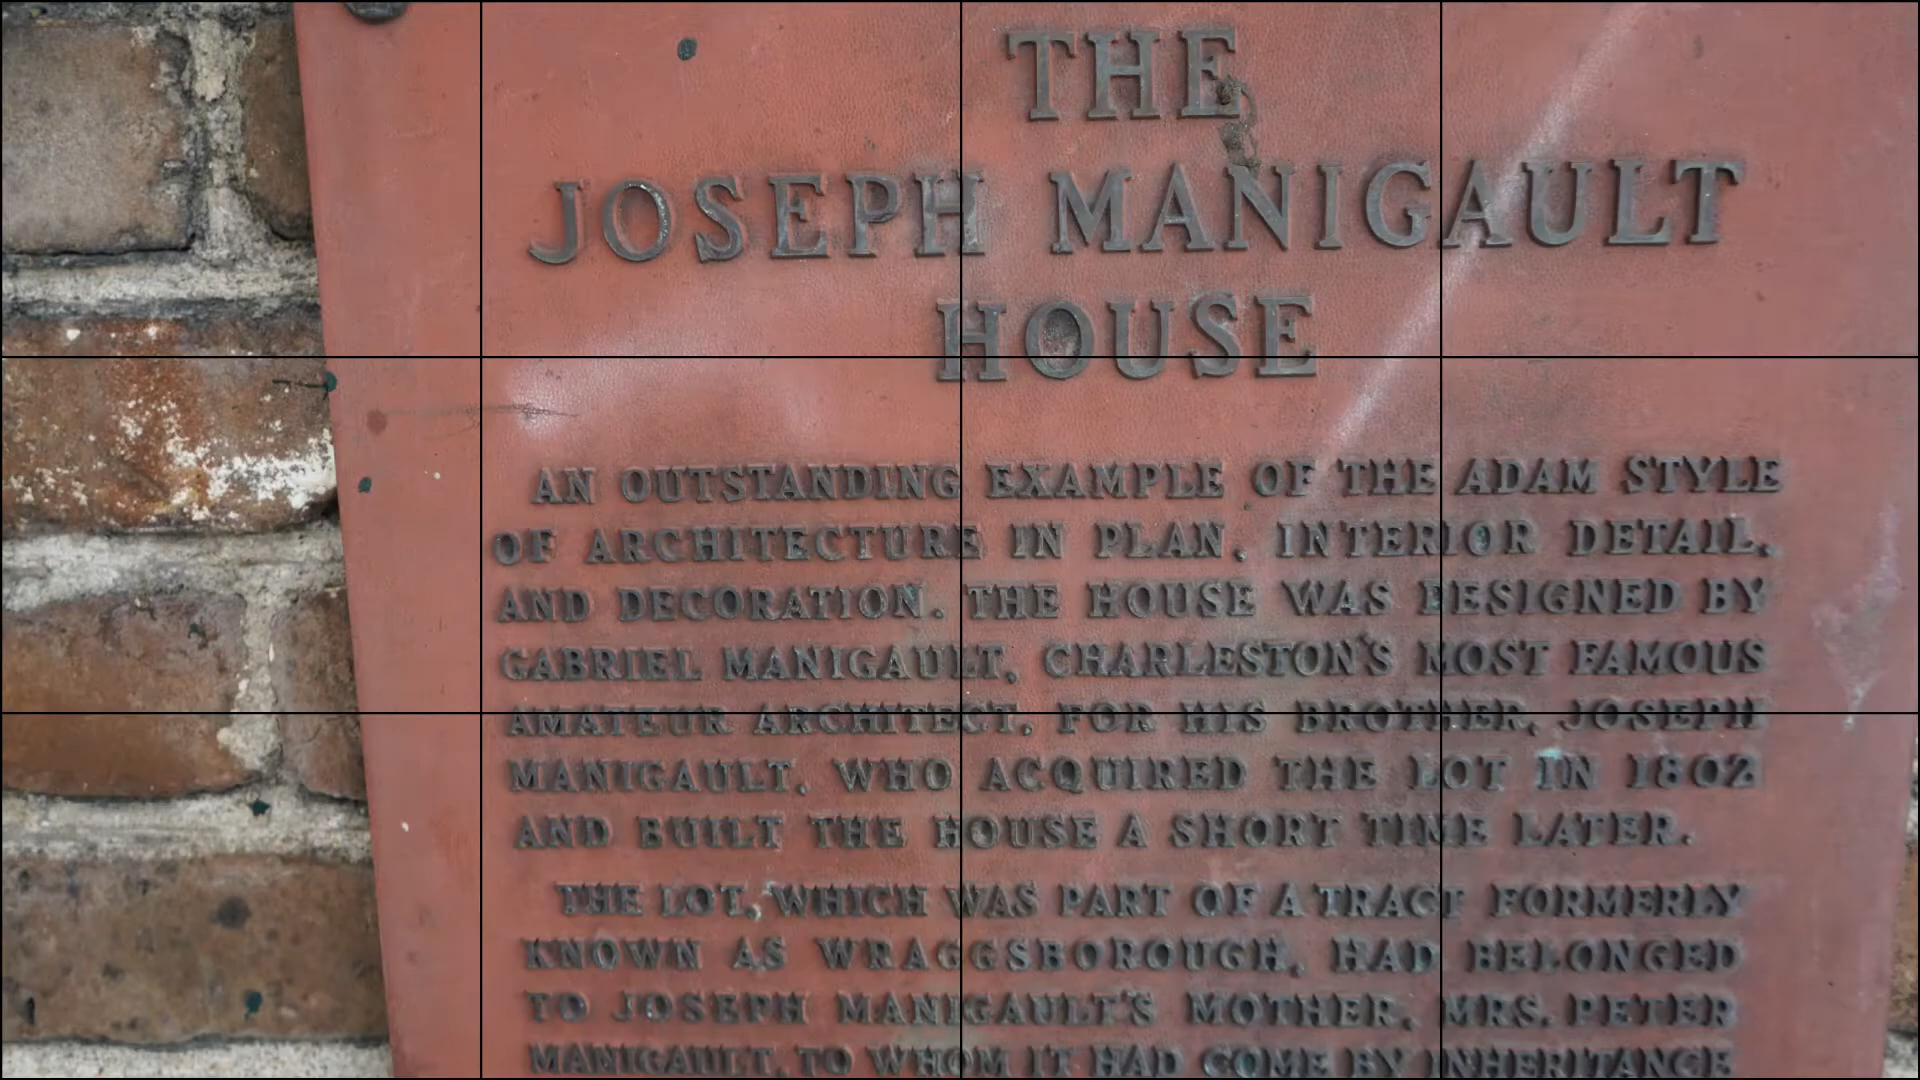 THE
JOSEPH MANIGAULT
HOUSE
AN OUTSTANDING EXAMPLE OF THE ADAM STYLE
OF ARCHITECTURE IN PLAN, INTERIOR DETAIL,
AND DECORATION. THE HOUSE WAS DESIGNED BY
GABRIEL MANIGAULT, CHARLESTON'S MOST FAMOUS
AMATEUR ARCHITECT, FOR HIS BROTHER, JOSEPH
MANIGAULT, WHO ACQUIRED THE LOT IN 1802
AND BUILT THE HOUSE A SHORT TIME LATER.
THE LOT, WHICH WAS PART OF A TRACT FORMERLY
KNOWN AS WRAGGSBOROUGH, HAD BELONGED
TO JOSEPH MANIGAULT'S MOTHER, MRS. PETER
MANIGAULT, TO WHOM IT HAD COME BY INHERITANCE